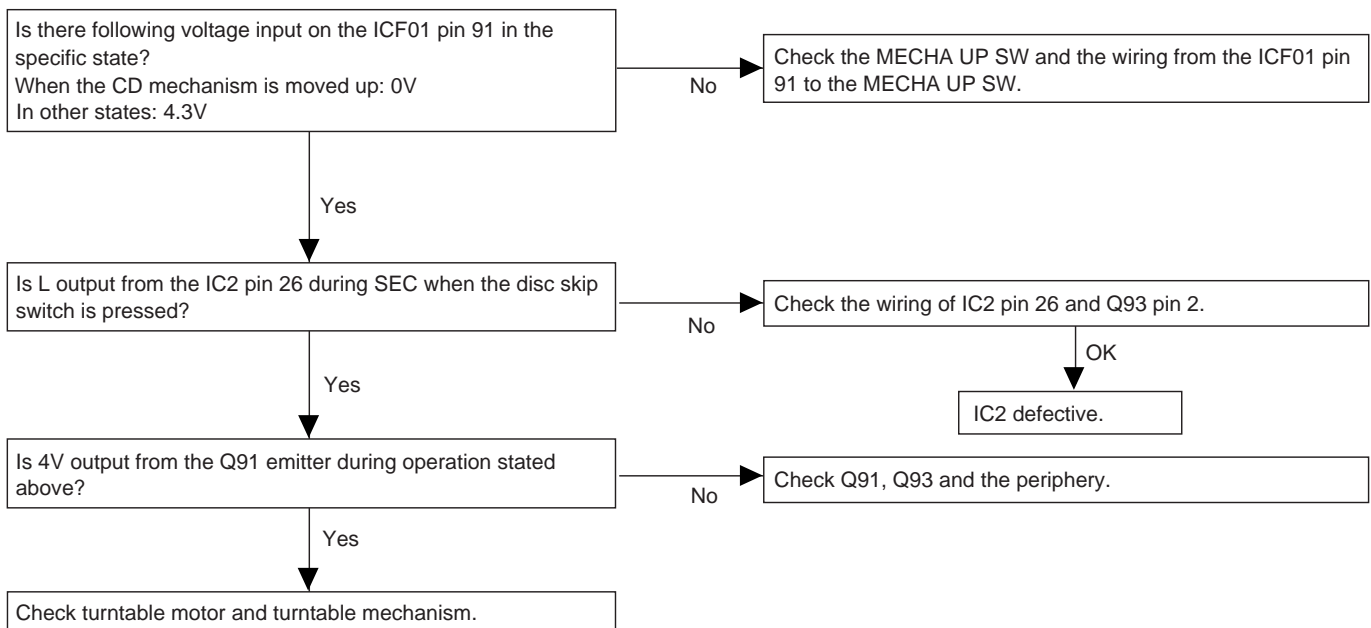 Is there following voltage input on the ICF01 pin 91 in the
specific state?
When the CD mechanism is moved up: 0V
In other states: 4.3V
No
Check the MECHA UP SW and the wiring from the ICF01 pin
91 to the MECHA UP SW.
Yes
Is L output from the IC2 pin 26 during SEC when the disc skip
switch is pressed?
No
Check the wiring of IC2 pin 26 and Q93 pin 2.
OK
IC2 defective.
Yes
Is 4V output from the Q91 emitter during operation stated
above?
No
Check Q91, Q93 and the periphery.
Yes
Check turntable motor and turntable mechanism.